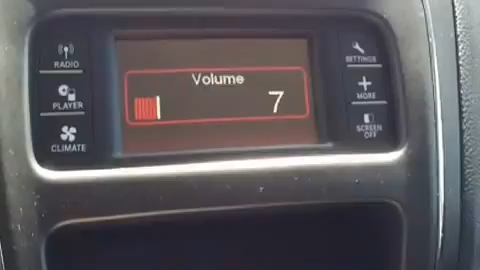 RADIO
PLAYER
CLIMATE
Volume
7
SETTINGS
MORE
SCREEN
OFF